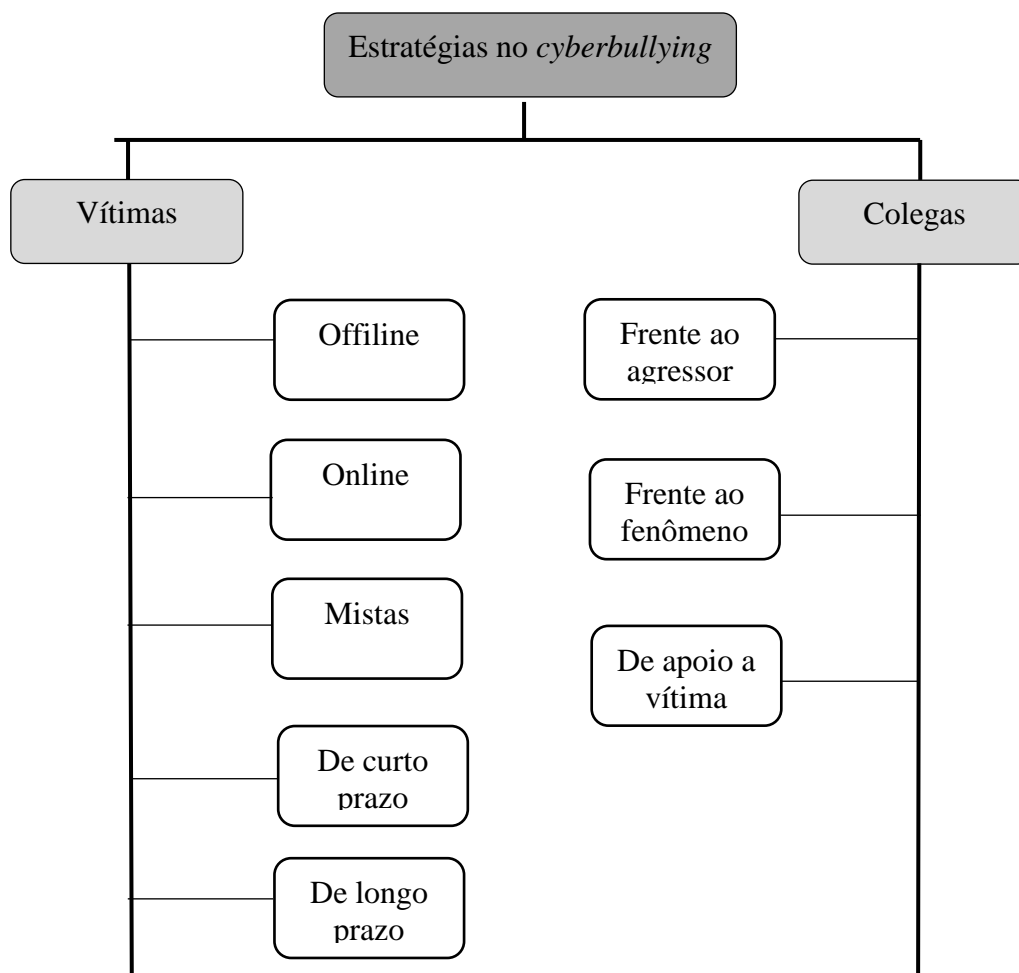 Estratégias no cyberbullying
Vítimas
Colegas
Offiline
Online
Mistas
De curto
prazo
De longo
prazo
Frente ao
agressor
Frente ao
fenômeno
De apoio a
vítima